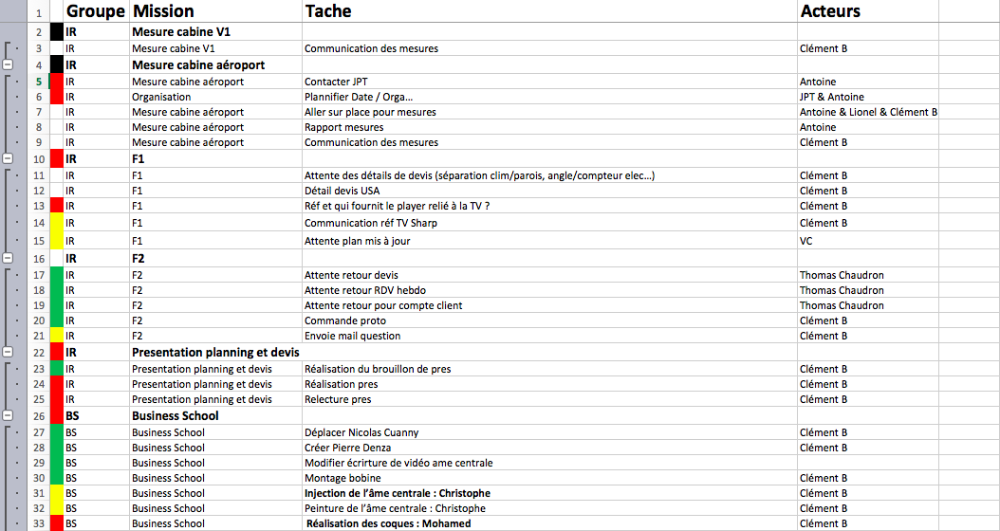 1 Groupe Mission Tache Acteurs
2 IR Mesure cabine V1
3 IR Mesure cabine V1 Communication des mesures Clément B
4 IR Mesure cabine aéroport
5 IR Mesure cabine aéroport Contacter JPT Antoine
6 IR Organisation Plannifier Date / Orga... JPT & Antoine
7 IR Mesure cabine aéroport Aller sur place pour mesures Antoine & Lionel & Clément B
8 IR Mesure cabine aéroport Rapport mesures Antoine
9 IR Mesure cabine aéroport Communication des mesures Clément B
10 IR F1
11 IR F1 Attente des détails de devis (séparation clim/parois, angle/compteur elec...) Clément B
12 IR F1 Détail devis USA Clément B
13 IR F1 Réf et qui fournit le player relié à la TV ? Clément B
14 IR F1 Communication réf TV Sharp Clément B
15 IR F1 Attente plan mis à jour VC
16 IR F2
17 IR F2 Attente retour devis Thomas Chaudron
18 IR F2 Attente retour RDV hebdo Thomas Chaudron
19 IR F2 Attente retour pour compte client Thomas Chaudron
20 IR F2 Commande proto Clément B
21 IR F2 Envoie mail question Clément B
22 IR Presentation planning et devis
23 IR Presentation planning et devis Réalisation du brouillon de pres Clément B
24 IR Presentation planning et devis Réalisation pres Clément B
25 IR Presentation planning et devis Relecture pres Clément B
26 BS Business School
27 BS Business School Déplacer Nicolas Cuanny Clément B
28 BS Business School Créer Pierre Denza Clément B
29 BS Business School Modifier écrirture de vidéo ame centrale
30 BS Business School Montage bobine Clément B
31 BS Business School Injection de l'âme centrale : Christophe Clément B
32 BS Business School Peinture de l'âme centrale : Christophe Clément B
33 BS Business School Réalisation des coques : Mohamed Clément B